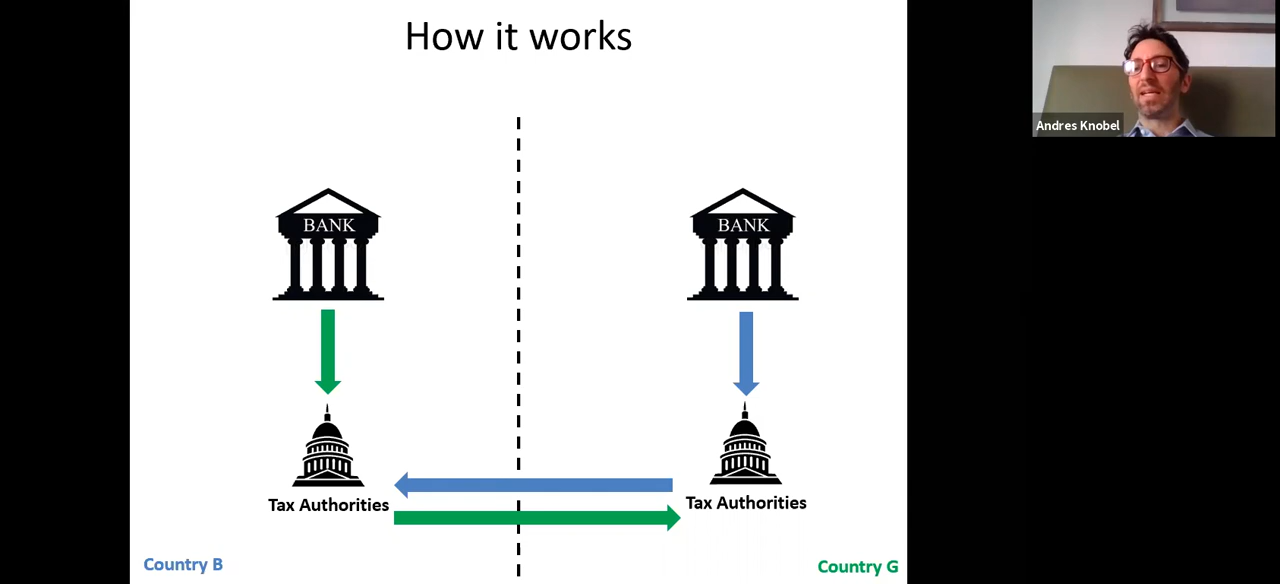 How it works
Andres Knobel
BANK
BANK
Tax Authorities
Tax Authorities
Country B
Country G